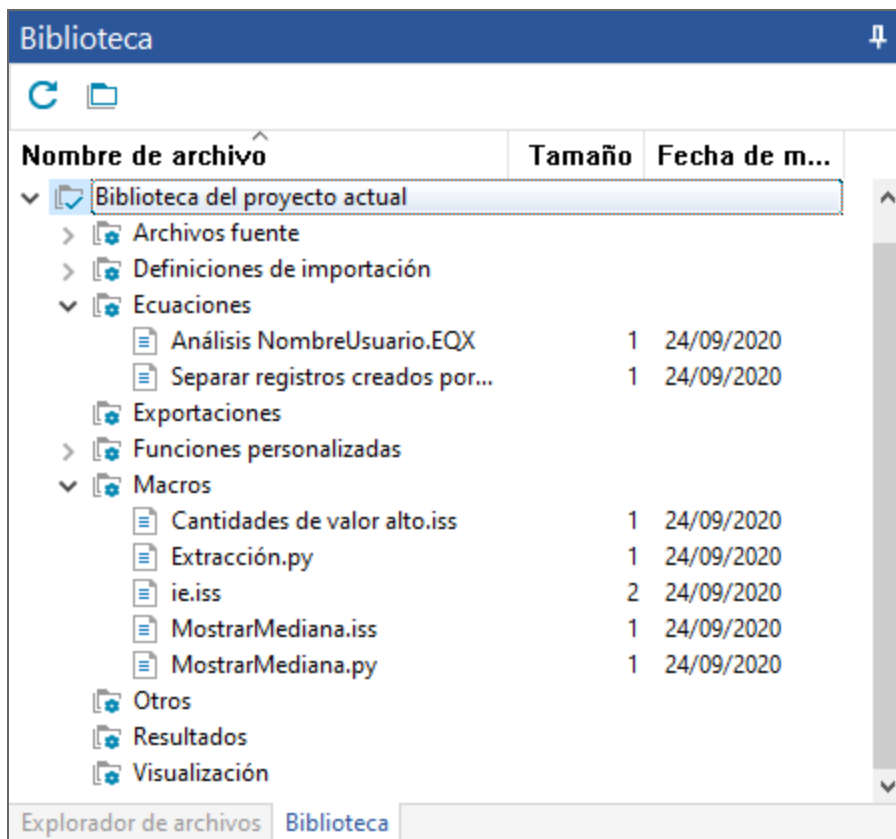 Biblioteca
Nombre de archivo Tamaño Fecha de m...
Biblioteca del proyecto actual
Archivos fuente
Definiciones de importación
Ecuaciones
Análisis NombreUsuario.EQX 1 24/09/2020
Separar registros creados por... 1 24/09/2020
Exportaciones
Funciones personalizadas
Macros
Cantidades de valor alto.iss 1 24/09/2020
Extracción.py 1 24/09/2020
ie.iss 2 24/09/2020
MostrarMediana.iss 1 24/09/2020
MostrarMediana.py 1 24/09/2020
Otros
Resultados
Visualización
Explorador de archivos Biblioteca